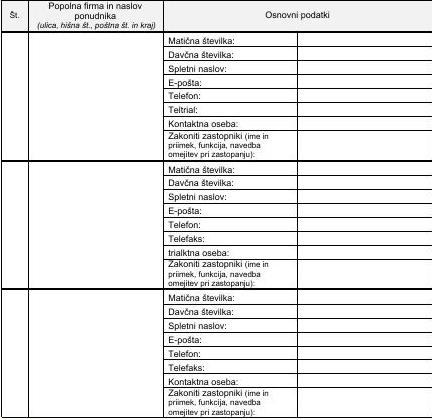 Št.
Popolna firma in naslov
ponudnika
(ulica, hišna št., poštna št. in kraj)
Osnovni podatki
Matična številka:
Davčna številka:
Spletni naslov:
E-pošta:
Telefon:
Teltrial:
Kontaktna oseba:
Zakoniti zastopniki (ime in
priimek, funkcija, navedba
omejitev pri zastopanju):
Matična številka:
Davčna številka:
Spletni naslov:
E-pošta:
Telefon:
Telefaks:
trialktna oseba:
Zakoniti zastopniki (ime in
priimek, funkcija, navedba
omejitev pri zastopanju):
Matična številka:
Davčna številka:
Spletni naslov:
E-pošta:
Telefon:
Telefaks:
Kontaktna oseba:
Zakoniti zastopniki (ime in
priimek, funkcija, navedba
omejitev pri zastopanju):